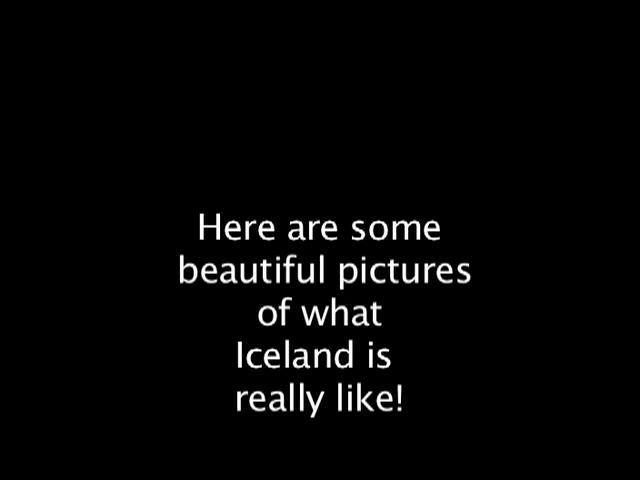 Here are some
beautiful pictures
of what
Iceland is
really like!